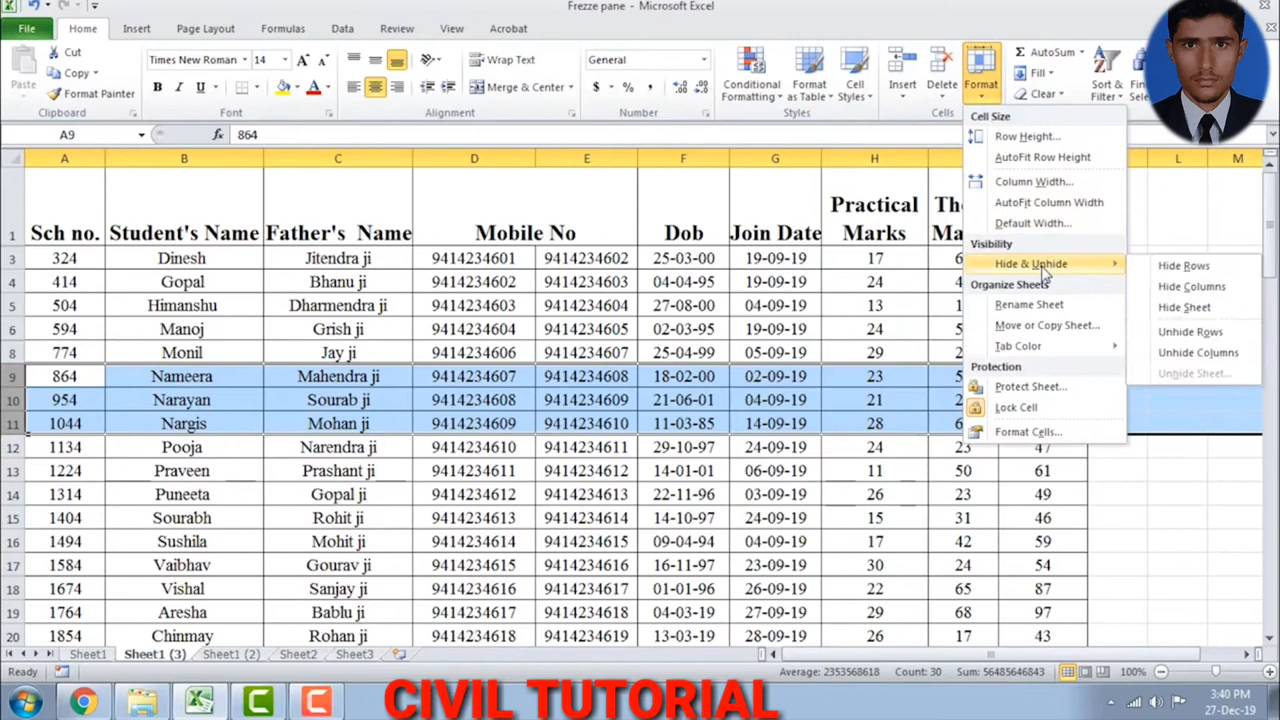 Frezze pane - Microsoft Excel
File Home Insert Page Layout Formulas Data Review View Acrobat
Cut
Copy
Format Painter
Paste
Clipboard
Times New Roman 14
B I U
Font
Wrap Text
Merge & Center
Alignment
General
$ % ,
Number
Conditional Formatting
Format as Table
Cell Styles
Styles
Insert Delete Format
Cells
AutoSum
Fill
Clear
Sort & Filter
A9 fx 864
A B C D E F G H L M
1 Sch no. Student's Name Father's Name Mobile No Dob Join Date Practical Marks
3 324 Dinesh Jitendra ji 9414234601 9414234602 25-03-00 19-09-19 17
4 414 Gopal Bharat ji 9414234602 9414234603 04-04-95 19-09-19 24
5 504 Himanshu Dharmendra ji 9414234603 9414234604 27-08-00 04-09-19 13
6 594 Manoj Grish ji 9414234604 9414234605 02-03-95 19-09-19 24
8 774 Monil Jay ji 9414234606 9414234607 26-04-99 05-09-19 29
9 864 Nameera Mahendra ji 9414234607 9414234608 18-02-00 02-09-19 23
10 954 Narayan Sourab ji 9414234608 9414234609 21-06-01 04-09-19 21
11 1044 Nargis Mohan ji 9414234609 9414234610 11-03-85 14-09-19 28
12 1134 Pooja Narendra ji 9414234610 9414234611 29-10-97 24-09-19 24 23 47
13 1224 Praveen Prashant ji 9414234611 9414234612 14-01-01 06-09-19 11 50 61
14 1314 Puneeta Gopal ji 9414234612 9414234613 22-11-96 03-09-19 26 23 49
15 1404 Sourabh Rohit ji 9414234613 9414234614 14-10-97 24-09-19 15 31 46
16 1494 Sushila Mohit ji 9414234614 9414234615 09-04-94 04-09-19 17 42 59
17 1584 Vaibhav Gourav ji 9414234615 9414234616 16-11-97 23-09-19 30 24 54
18 1674 Vishal Sanjay ji 9414234616 9414234617 01-01-96 26-09-19 22 65 87
19 1764 Aresha Bablu ji 9414234617 9414234618 04-03-19 27-09-19 29 68 97
20 1854 Chinmay Rohan ji 9414234618 9414234619 13-03-19 28-09-19 26 17 43
Cell Size
Row Height...
AutoFit Row Height
Column Width...
AutoFit Column Width
Default Width...
Visibility
Hide & Unhide
Organize Sheets
Rename Sheet
Move or Copy Sheet...
Tab Color
Protection
Protect Sheet...
Lock Cell
Format Cells...
Hide Rows
Hide Columns
Hide Sheet
Unhide Rows
Unhide Columns
Unhide Sheet...
Sheet1 Sheet1 (3) Sheet1 (2) Sheet2 Sheet3
Ready Average: 2353568618 Count: 30 Sum: 56485646843 100%
CIVIL TUTORIAL
3:40 PM
27-Dec-19